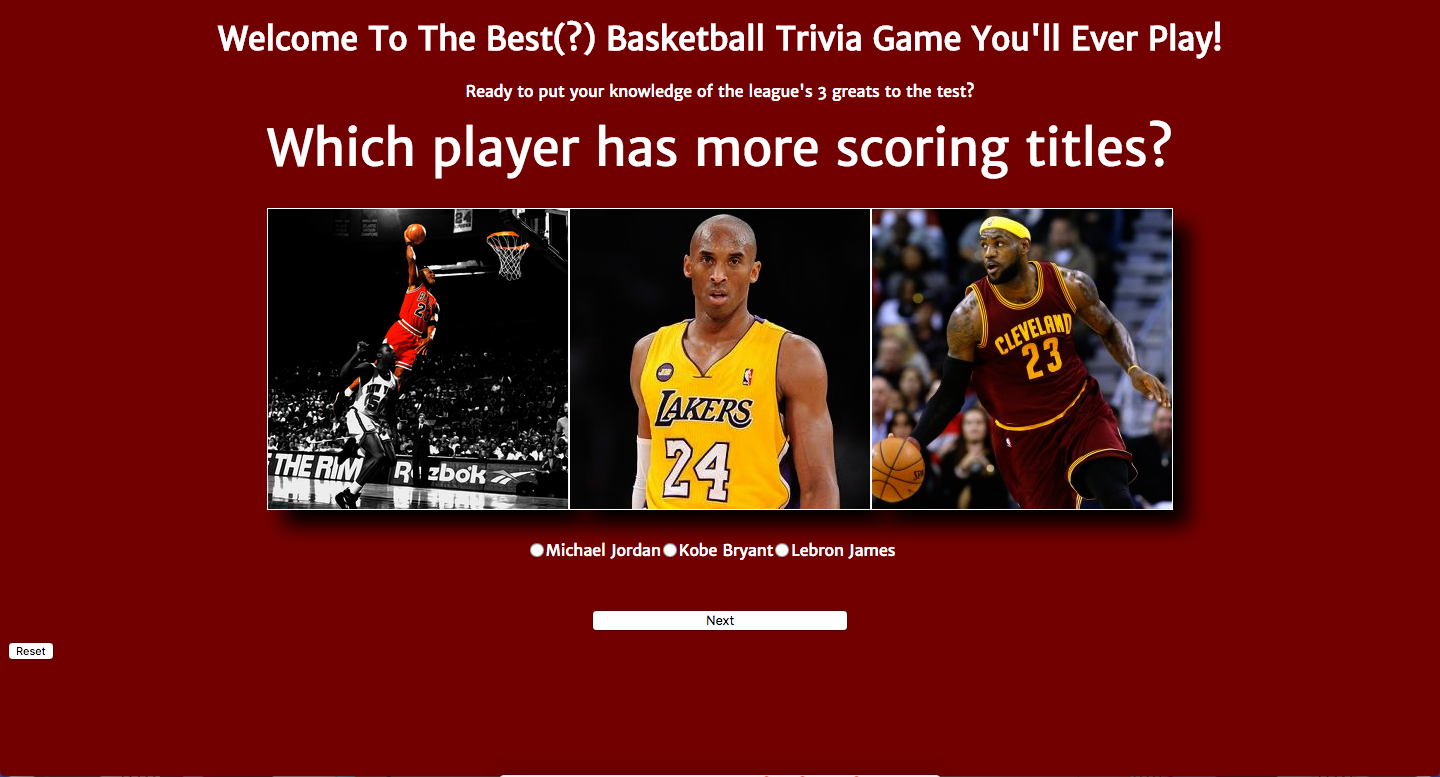 Welcome To The Best(?) Basketball Trivia Game You'll Ever Play!
Ready to put your knowledge of the league's 3 greats to the test?
Which player has more scoring titles?
24
THE RIM
Reebok
LAKERS
24
CLEVELAND
23
Michael Jordan Kobe Bryant Lebron James
Next
Reset